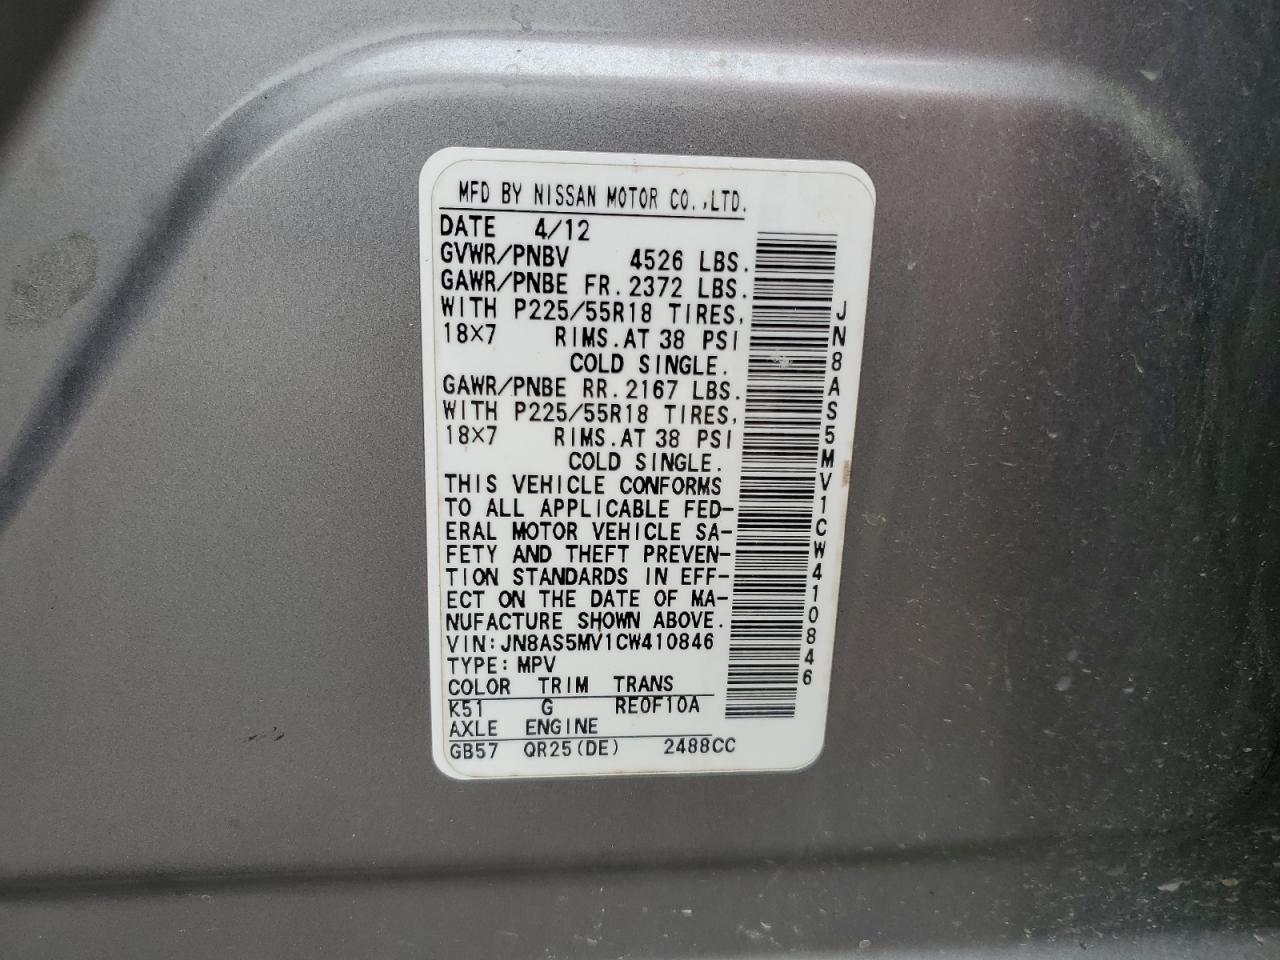 MFD BY NISSAN MOTOR CO.,LTD.
DATE 4/12
GVWR/PNBV 4526 LBS.
GAWR/PNBE FR. 2372 LBS.
WITH P225/55R18 TIRES,
18×7 RIMS.AT 38 PSI
COLD SINGLE.
GAWR/PNBE RR. 2167 LBS.
WITH P225/55R18 TIRES,
18×7 RIMS.AT 38 PSI
COLD SINGLE.
THIS VEHICLE CONFORMS
TO ALL APPLICABLE FED-
ERAL MOTOR VEHICLE SA-
FETY AND THEFT PREVEN-
TION STANDARDS IN EFF-
ECT ON THE DATE OF MA-
NUFACTURE SHOWN ABOVE.
VIN:JN8AS5MV1CW410846
TYPE:MPV
COLOR TRIM TRANS
K51 G RE0F10A
AXLE ENGINE
GB57 QR25(DE) 2488CC
JN8AS5MV1CW410846